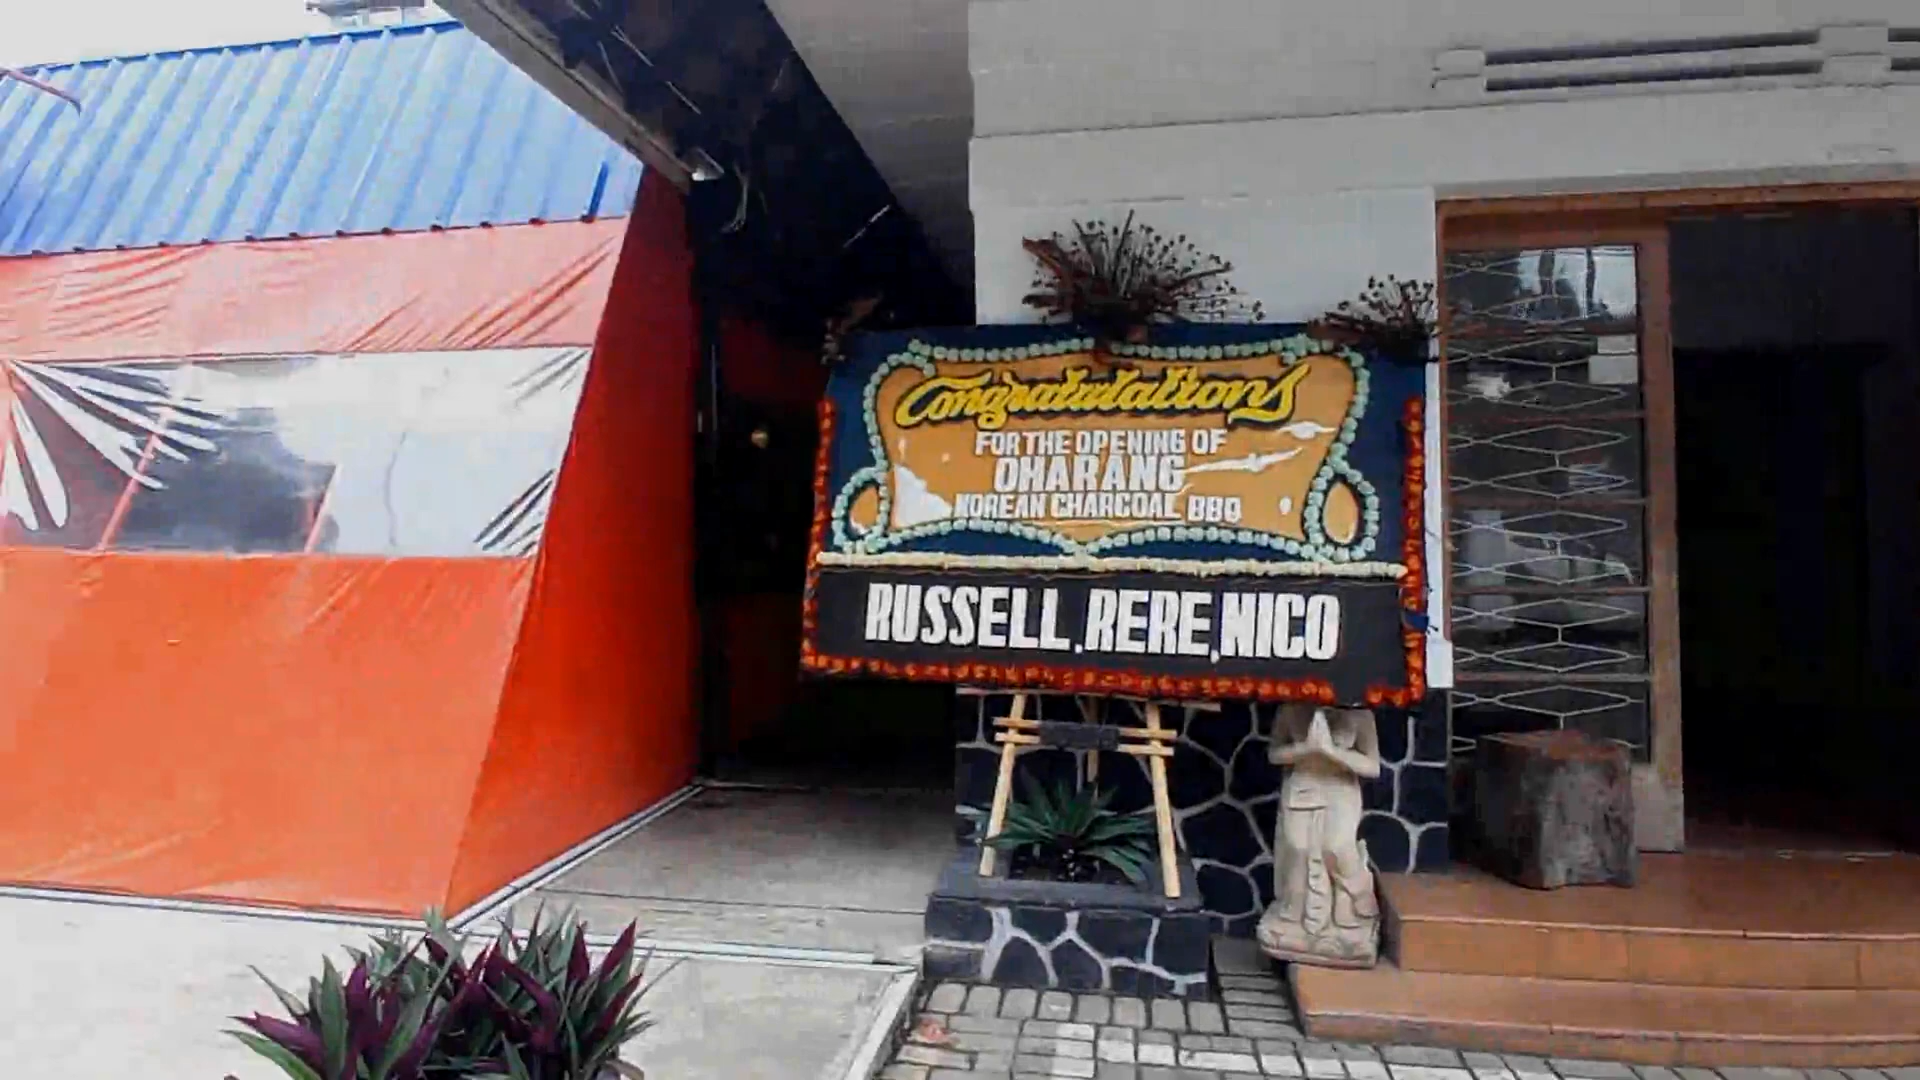 Congratulations
FOR THE OPENING OF
OHARANG
KOREAN CHARCOAL BBQ
RUSSELL, RERE, NICO